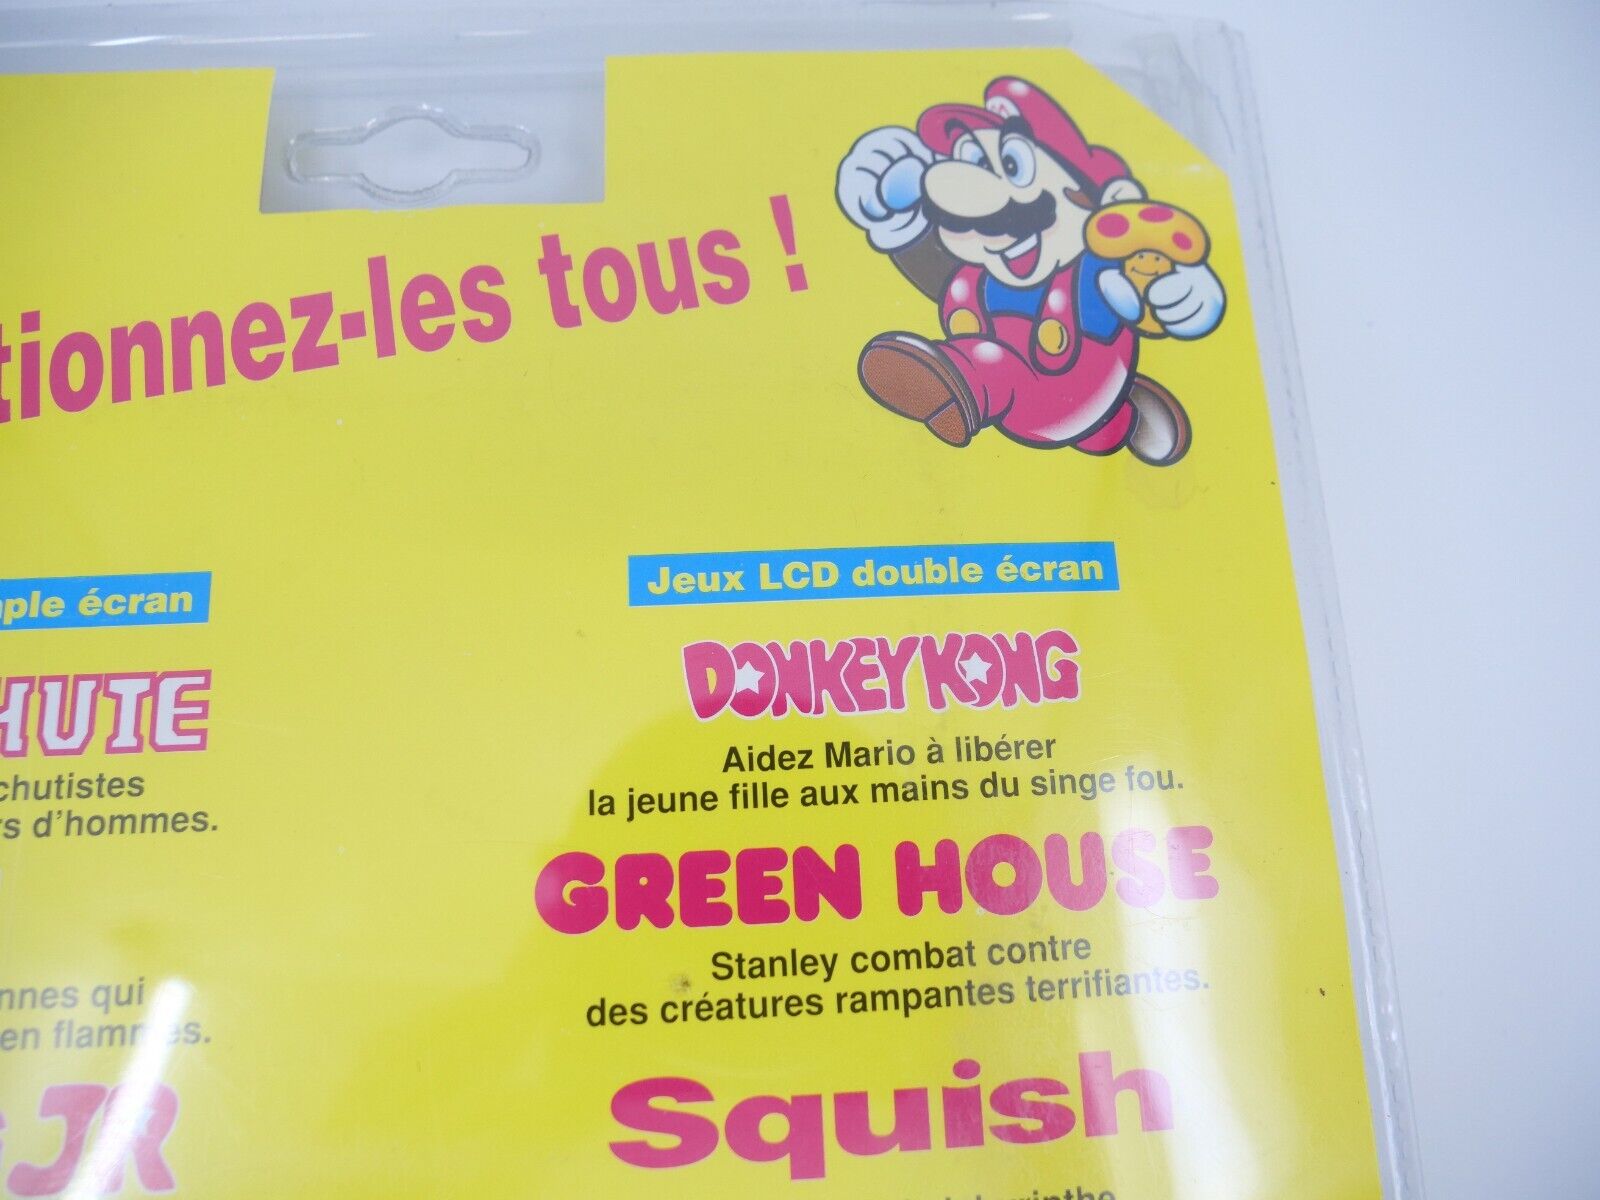 tionnez-les tous !
ple écran
HUTE
chutistes
s d'hommes.
nnes qui
en flammes.
JR
Jeux LCD double écran
DONKEY KONG
Aidez Mario à libérer
la jeune fille aux mains du singe fou.
GREEN HOUSE
Stanley combat contre
des créatures rampantes terrifiantes.
Squish